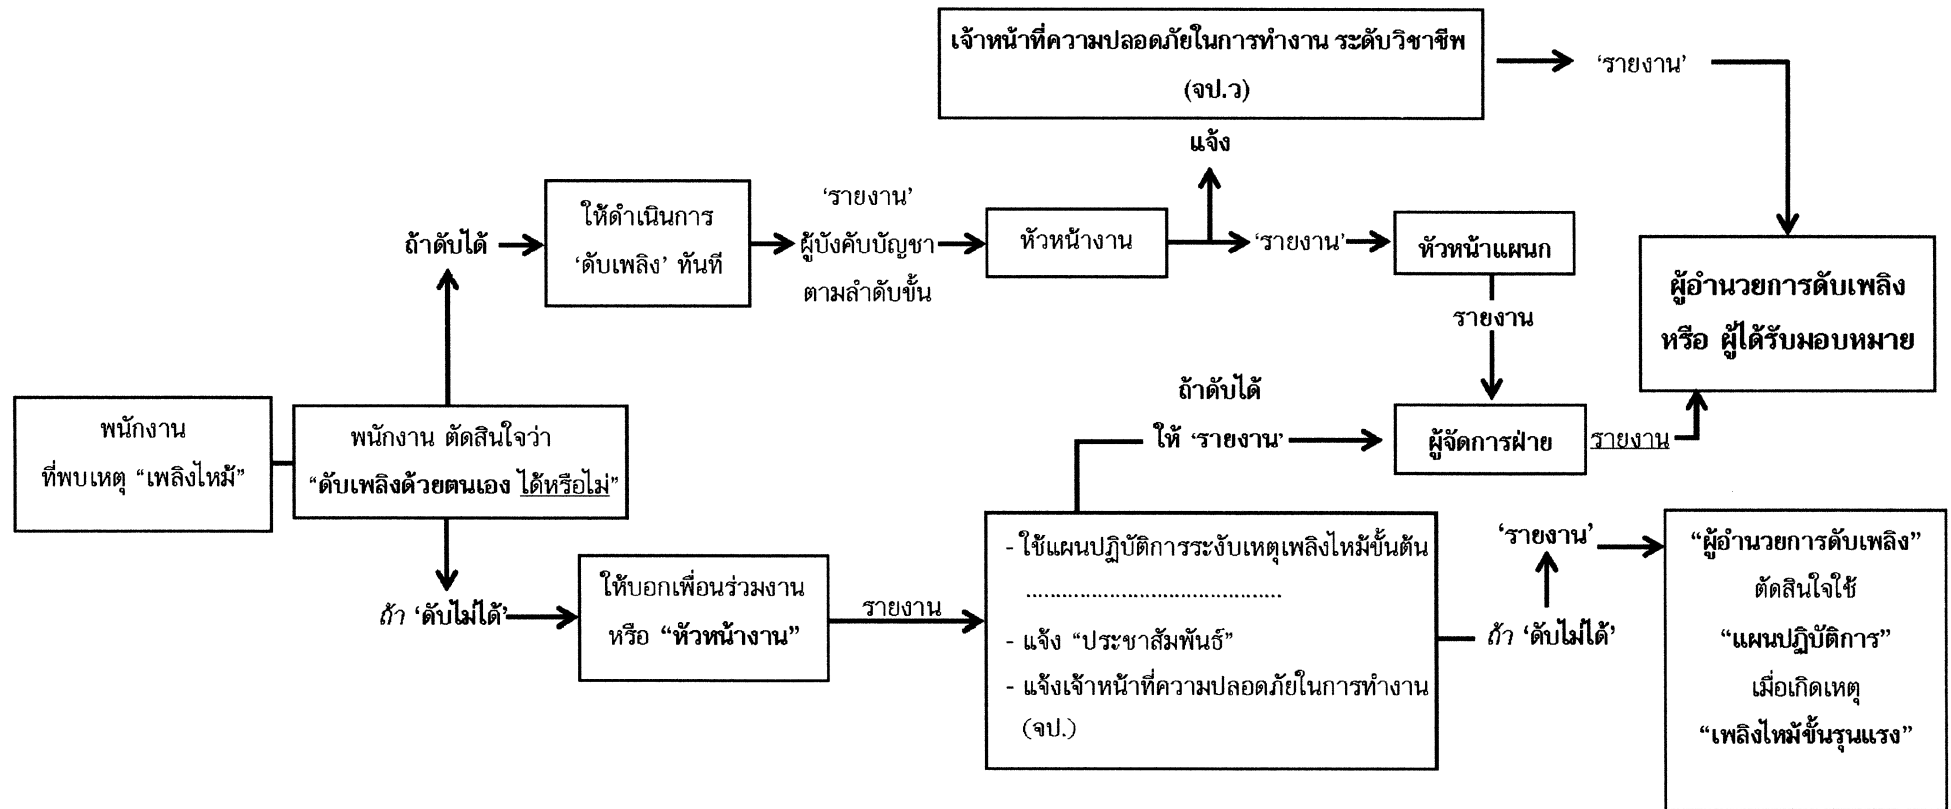 เจ้าหน้าที่ความปลอดภัยในการทำงาน ระดับวิชาชีพ
(จป.ว)
‘รายงาน’
แจ้ง
ถ้าดับได้
ให้ดำเนินการ
‘ดับเพลิง’ ทันที
‘รายงาน’
ผู้บังคับบัญชา
ตามลำดับขั้น
หัวหน้างาน
‘รายงาน’
หัวหน้าแผนก
รายงาน
ผู้อำนวยการดับเพลิง
หรือ ผู้ได้รับมอบหมาย
พนักงาน
ที่พบเหตุ “เพลิงไหม้”
พนักงาน ตัดสินใจว่า
“ดับเพลิงด้วยตนเอง ได้หรือไม่”
ถ้าดับได้
ให้ ‘รายงาน’
ผู้จัดการฝ่าย
รายงาน
ถ้า ‘ดับไม่ได้’
ให้บอกเพื่อนร่วมงาน
หรือ “หัวหน้างาน”
รายงาน
- ใช้แผนปฏิบัติการระงับเหตุเพลิงไหม้ขั้นต้น
..........................................
- แจ้ง “ประชาสัมพันธ์”
- แจ้งเจ้าหน้าที่ความปลอดภัยในการทำงาน
(จป.)
ถ้า ‘ดับไม่ได้’
‘รายงาน’
“ผู้อำนวยการดับเพลิง”
ตัดสินใจใช้
“แผนปฏิบัติการ”
เมื่อเกิดเหตุ
“เพลิงไหม้ขั้นรุนแรง”